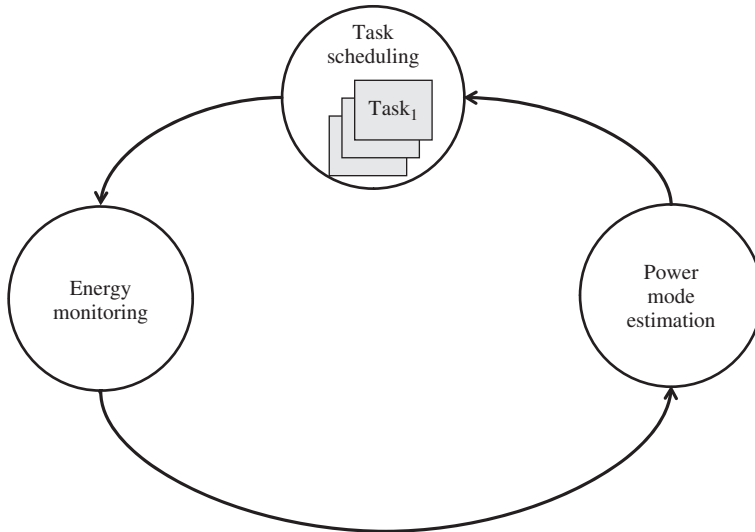 Task
scheduling
Task₁
Energy
monitoring
Power
mode
estimation